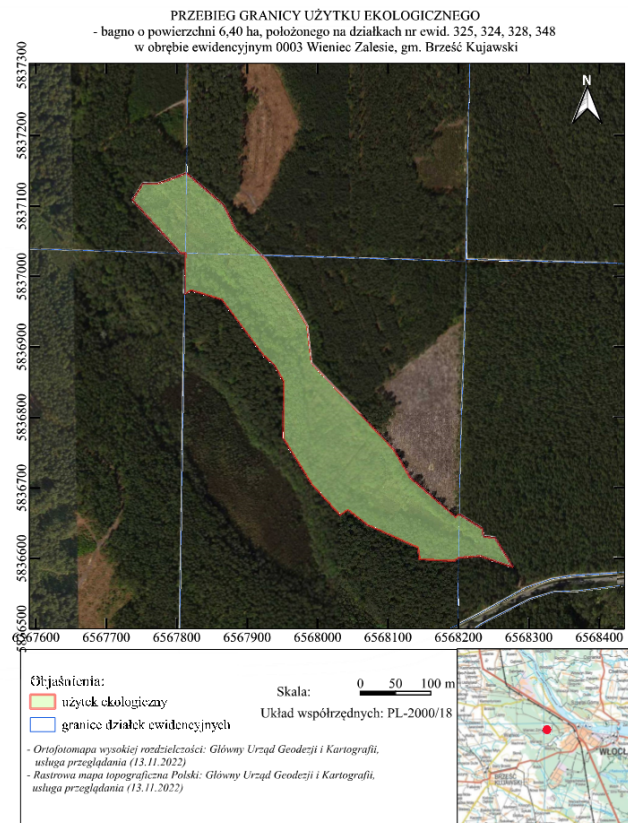 PRZEBIEG GRANICY UŻYTKU EKOLOGICZNEGO
- bagno o powierzchni 6,40 ha, położonego na działkach nr ewid. 325, 324, 328, 348
w obrębie ewidencyjnym 0003 Wieniec Zalesie, gm. Brześć Kujawski
5837300
5837200
5837100
5837000
5836900
5836800
5836700
5836600
5836500
N
6567600 6567700 6567800 6567900 6568000 6568100 6568200 6568300 6568400
Objaśnienia:
użytek ekologiczny
granice działek ewidencyjnych
Skala:
0 50 100 m
Układ współrzędnych: PL-2000/18
- Ortofotomapa wysokiej rozdzielczości: Główny Urząd Geodezji i Kartografii,
usługa przeglądania (13.11.2022)
- Rastrowa mapa topograficzna Polski: Główny Urząd Geodezji i Kartografii,
usługa przeglądania (13.11.2022)
WŁOCŁ
BRZEŚĆ
KUJAWSKI